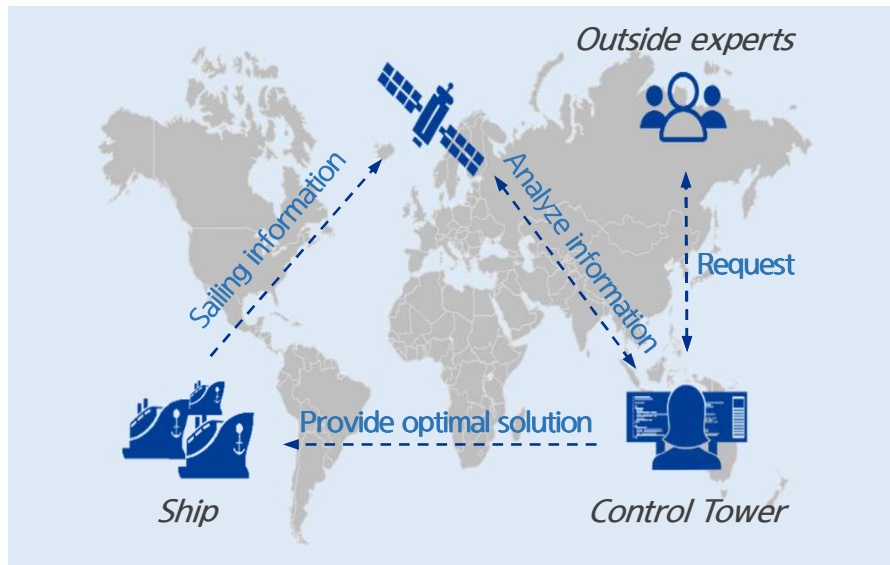 Outside experts
Sailing information
Analyze information
Request
Provide optimal solution
Ship
Control Tower